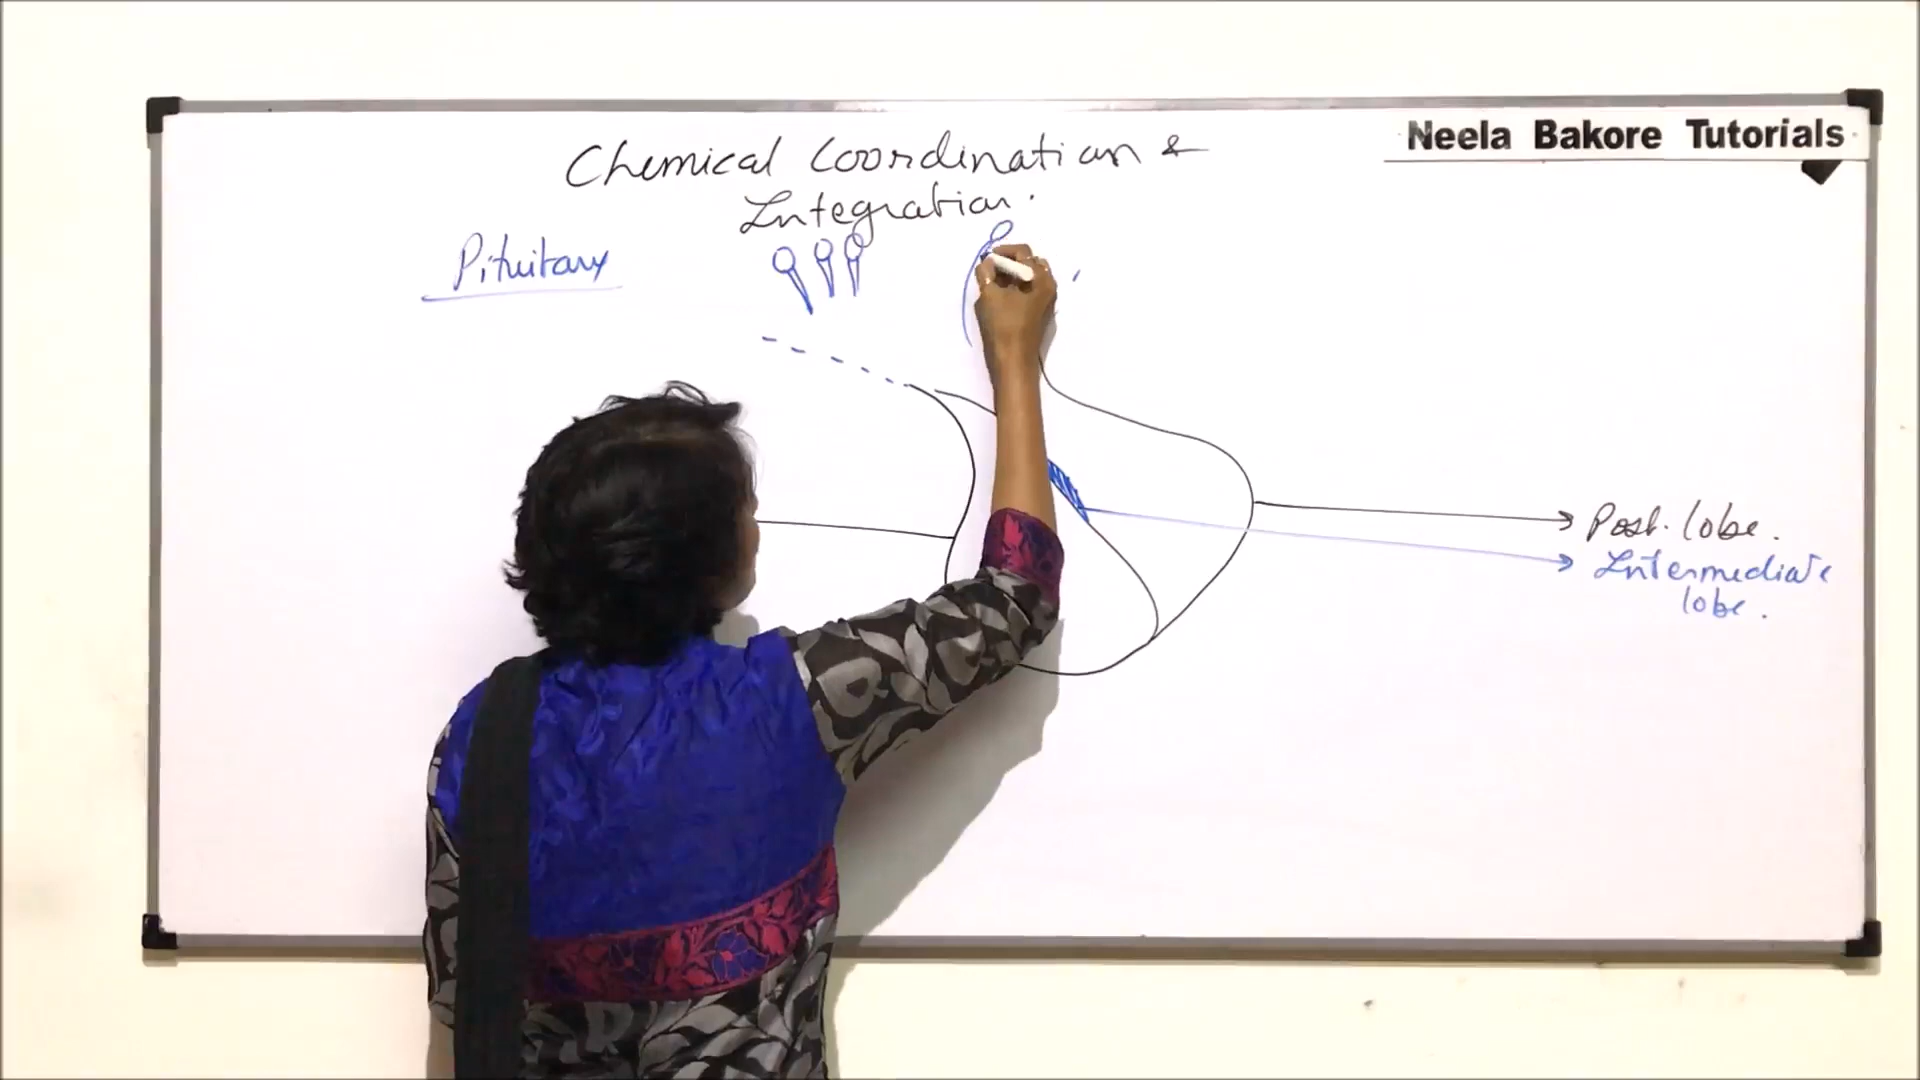 Neela Bakore Tutorials
Chemical Coordination &
Integration.
Pituitary
Post. lobe.
Intermediate
lobe.